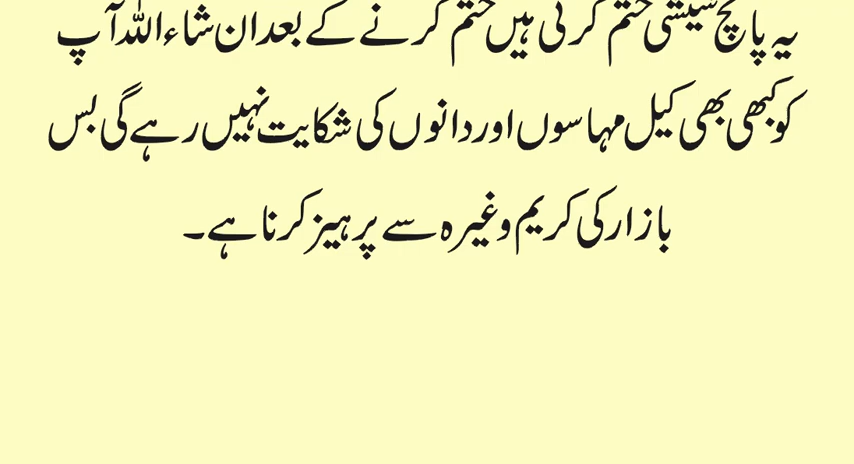 یہ پانچ شیشی ختم کرنی ہیں ختم کرنے کے بعد ان شاء اللہ آپ
کو کبھی بھی کیل مہاسوں اور دانوں کی شکایت نہیں رہے گی بس
بازار کی کریم وغیرہ سے پرہیز کرنا ہے۔